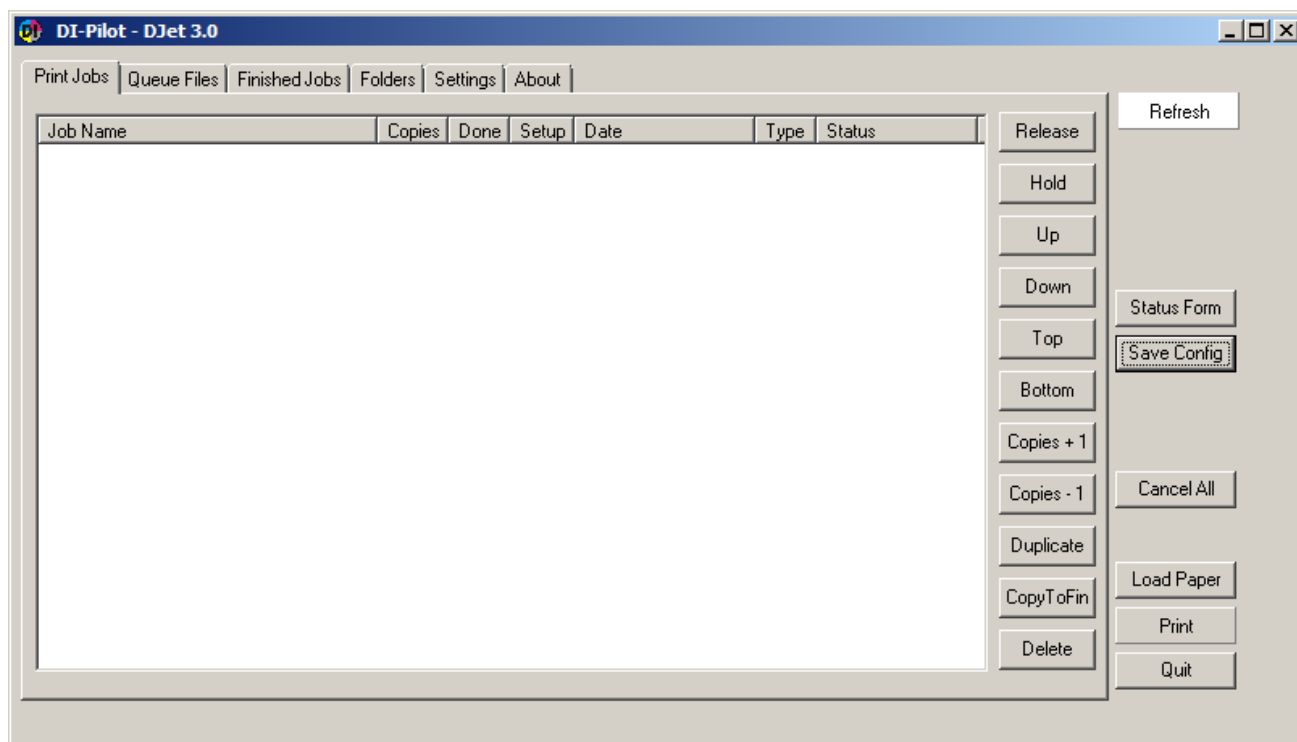 DI-Pilot - DJet 3.0
Print Jobs Queue Files Finished Jobs Folders Settings About
Refresh
Job Name Copies Done Setup Date Type Status
Release
Hold
Up
Down
Top
Bottom
Copies + 1
Copies - 1
Duplicate
CopyToFin
Delete
Status Form
Save Config
Cancel All
Load Paper
Print
Quit